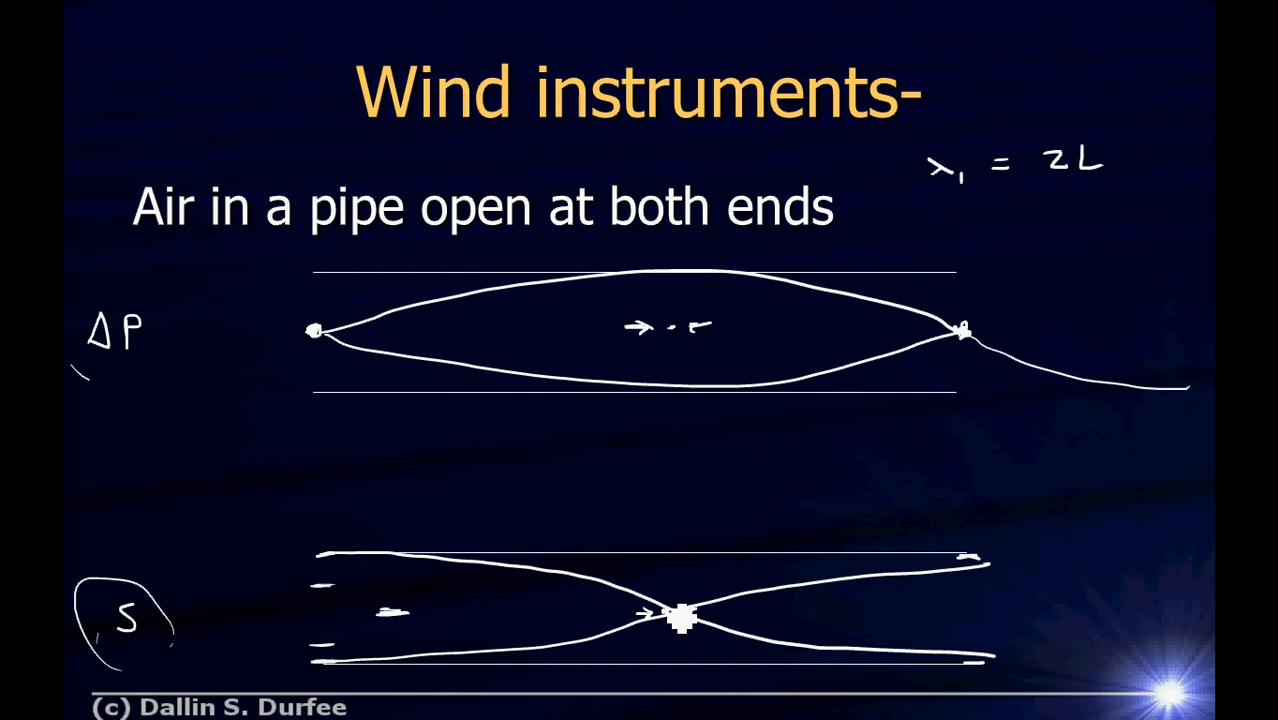 Wind instruments-
λ₁ = 2L
Air in a pipe open at both ends
ΔP
S
(c) Dallin S. Durfee